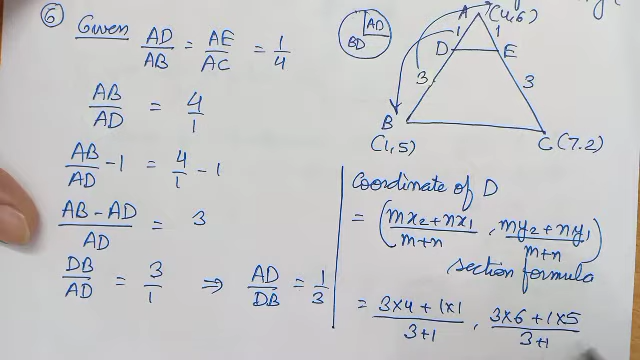 6 Given AD/AB = AE/AC = 1/4
AB/AD = 4/1
AB/AD - 1 = 4/1 - 1
AB - AD/AD = 3
DB/AD = 3/1 ⇒ AD/DB = 1/3
AD
BD
A (4,6)
1 1
D E
3 3
B C (7.2)
(1,5)
Coordinate of D
= (mx₂+nx₁/m+n , my₂+ny₁/m+n)
section formula
= 3×4 + 1×1/3+1 , 3×6 + 1×5/3+1